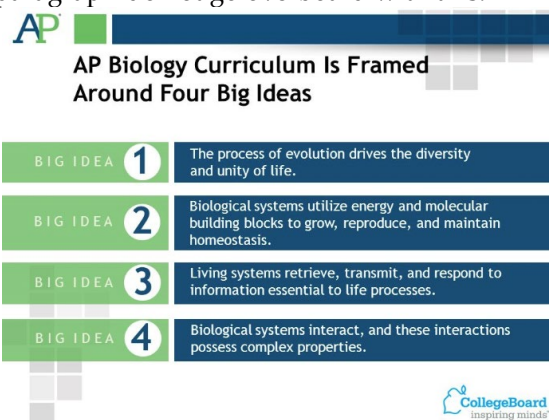 AP
AP Biology Curriculum Is Framed
Around Four Big Ideas
BIG IDEA 1
The process of evolution drives the diversity
and unity of life.
BIG IDEA 2
Biological systems utilize energy and molecular
building blocks to grow, reproduce, and maintain
homeostasis.
BIG IDEA 3
Living systems retrieve, transmit, and respond to
information essential to life processes.
BIG IDEA 4
Biological systems interact, and these interactions
possess complex properties.
CollegeBoard
inspiring minds